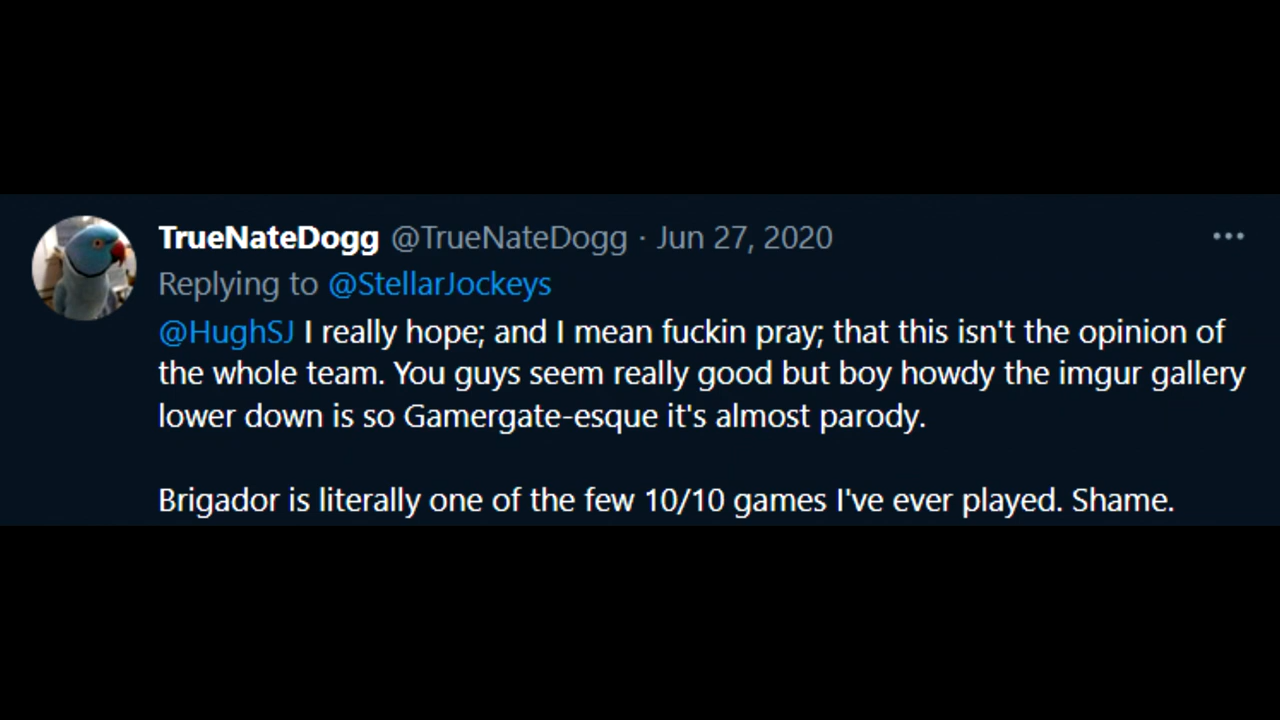 TrueNateDogg @TrueNateDogg · Jun 27, 2020
Replying to @StellarJockeys
@HughSJ I really hope; and I mean fuckin pray; that this isn't the opinion of
the whole team. You guys seem really good but boy howdy the imgur gallery
lower down is so Gamergate-esque it's almost parody.
Brigador is literally one of the few 10/10 games I've ever played. Shame.